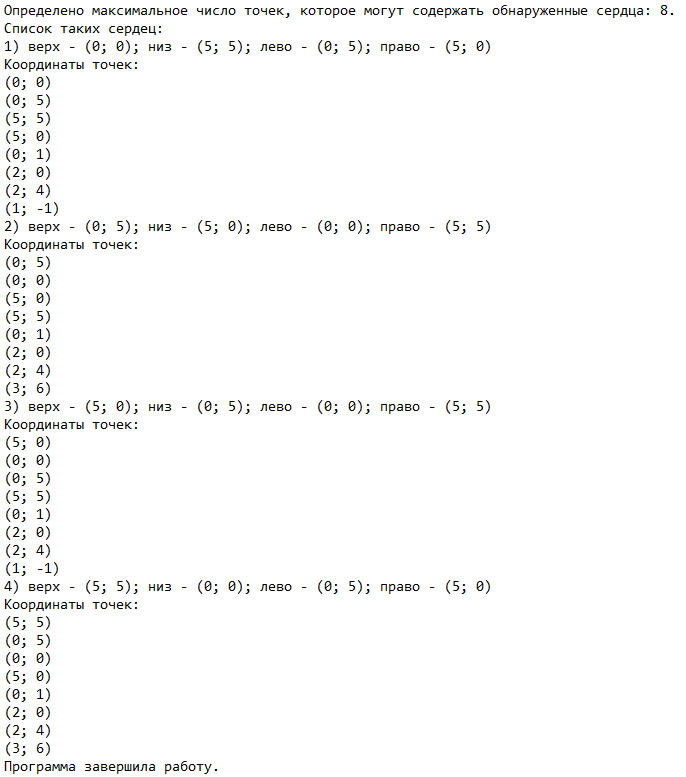 Определено максимальное число точек, которое могут содержать обнаруженные сердца: 8.
Список таких сердец:
1) верх - (0; 0); низ - (5; 5); лево - (0; 5); право - (5; 0)
Координаты точек:
(0; 0)
(0; 5)
(5; 5)
(5; 0)
(0; 1)
(2; 0)
(2; 4)
(1; -1)
2) верх - (0; 5); низ - (5; 0); лево - (0; 0); право - (5; 5)
Координаты точек:
(0; 5)
(0; 0)
(5; 0)
(5; 5)
(0; 1)
(2; 0)
(2; 4)
(3; 6)
3) верх - (5; 0); низ - (0; 5); лево - (0; 0); право - (5; 5)
Координаты точек:
(5; 0)
(0; 0)
(0; 5)
(5; 5)
(0; 1)
(2; 0)
(2; 4)
(1; -1)
4) верх - (5; 5); низ - (0; 0); лево - (0; 5); право - (5; 0)
Координаты точек:
(5; 5)
(0; 5)
(0; 0)
(5; 0)
(0; 1)
(2; 0)
(2; 4)
(3; 6)
Программа завершила работу.